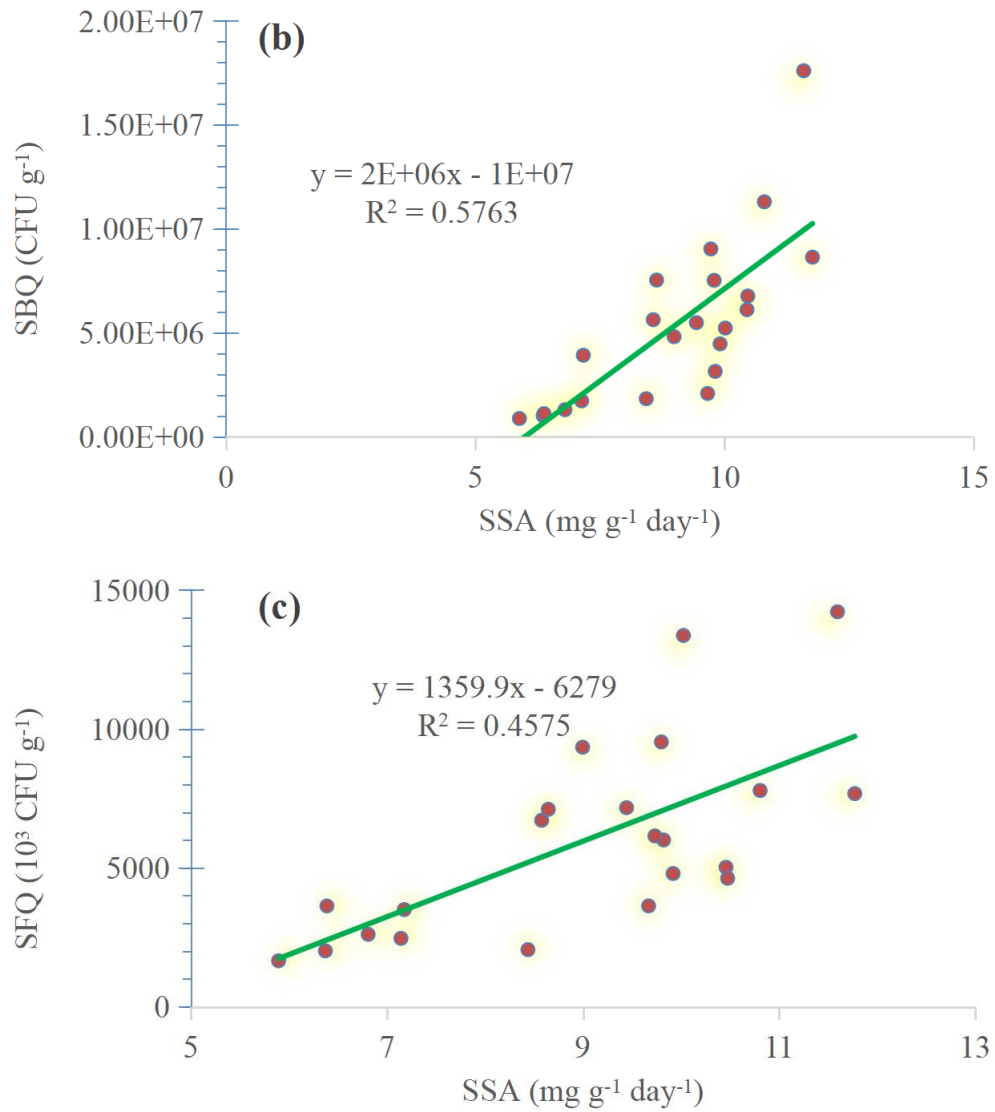 2.00E+07
(b)
1.50E+07
y = 2E+06x - 1E+07
R² = 0.5763
1.00E+07
5.00E+06
0.00E+00
SBQ (CFU g⁻¹)
0 5 10 15
SSA (mg g⁻¹ day⁻¹)
15000
(c)
y = 1359.9x - 6279
R² = 0.4575
10000
5000
0
SFQ (10³ CFU g⁻¹)
5 7 9 11 13
SSA (mg g⁻¹ day⁻¹)